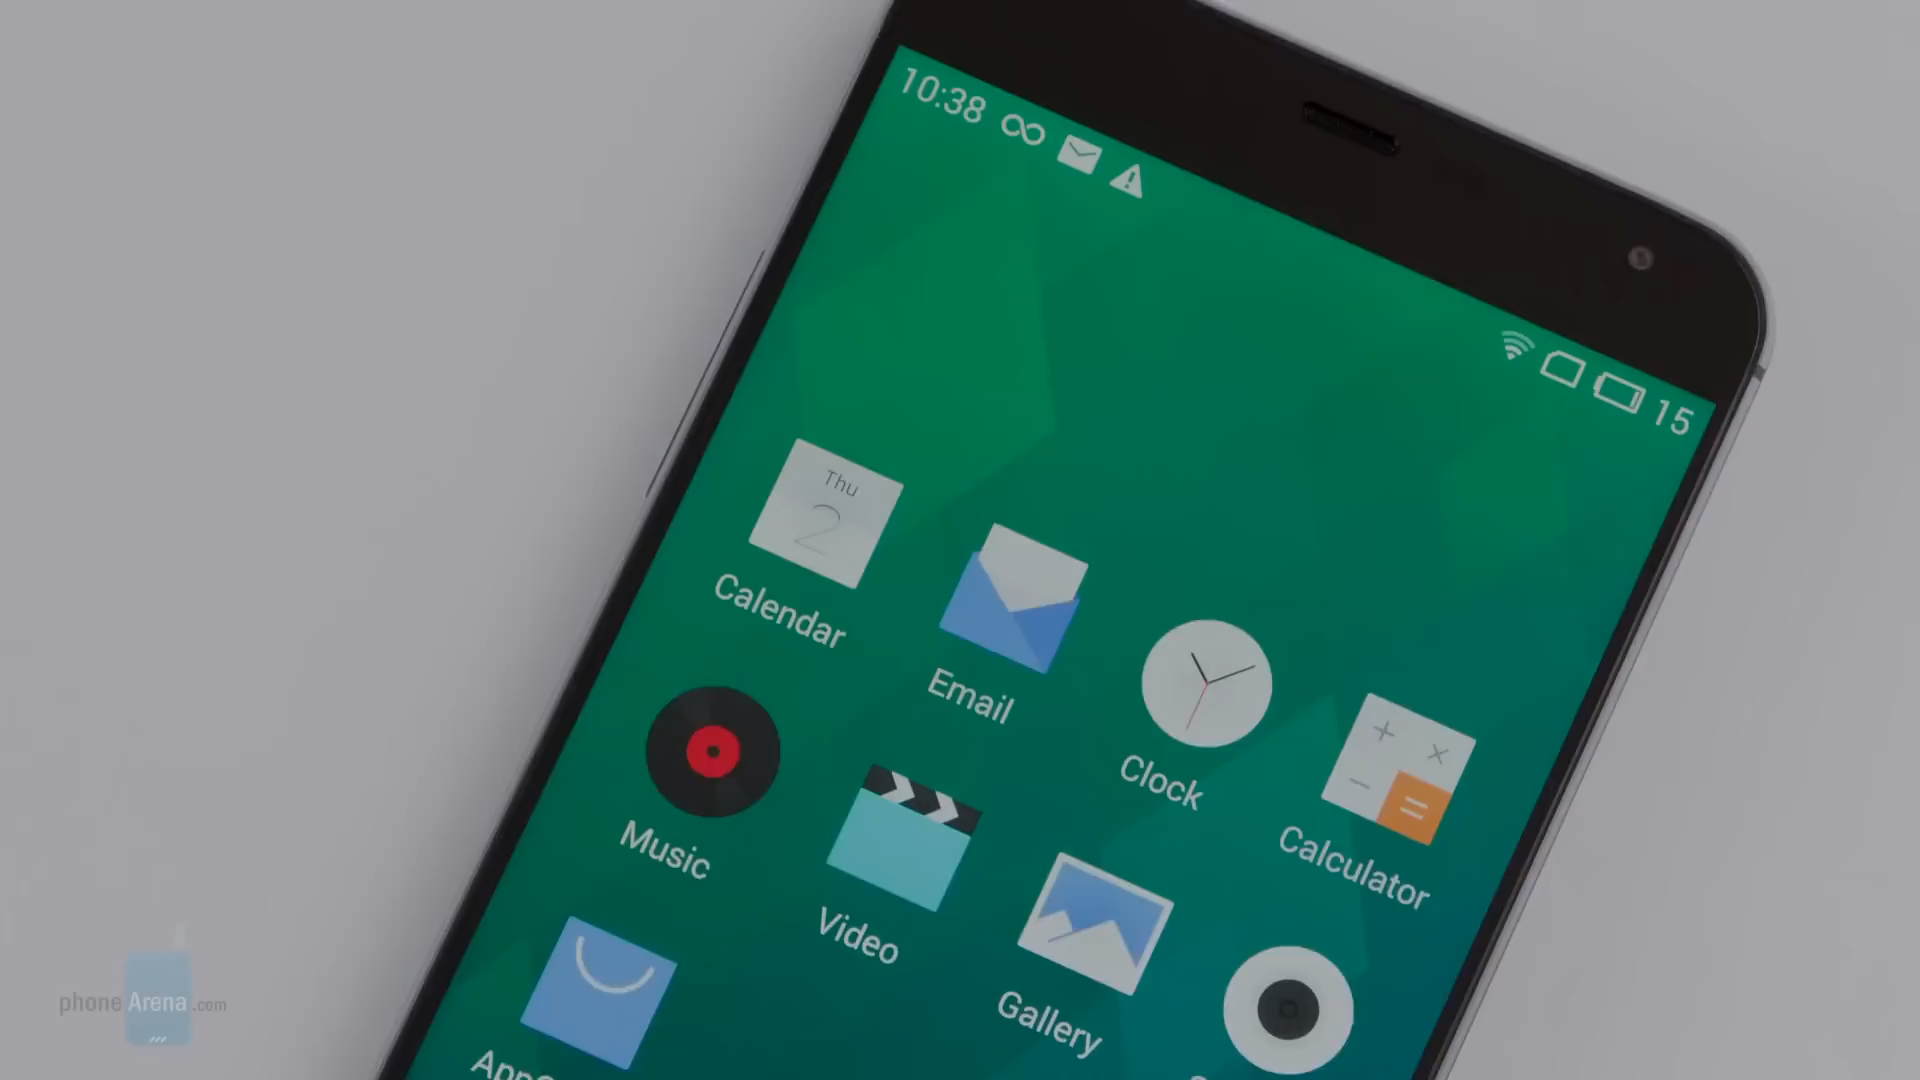 10:38
15
Thu
2
Calendar
Email
Clock
Calculator
Music
Video
Gallery
phoneArena.com